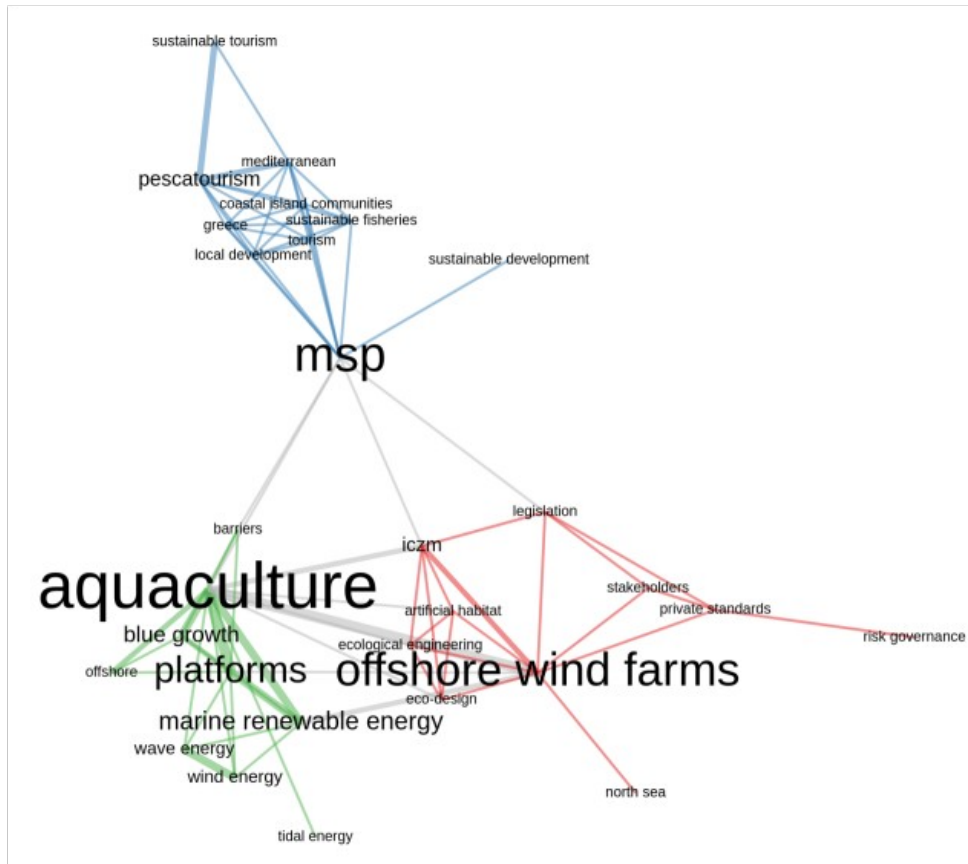 sustainable tourism
mediterranean
pescatourism
coastal island communities
sustainable fisheries
greece
tourism
local development
sustainable development
msp
legislation
barriers
iczm
aquaculture
stakeholders
private standards
artificial habitat
risk governance
blue growth
ecological engineering
offshore
platforms
offshore wind farms
eco-design
marine renewable energy
wave energy
wind energy
north sea
tidal energy